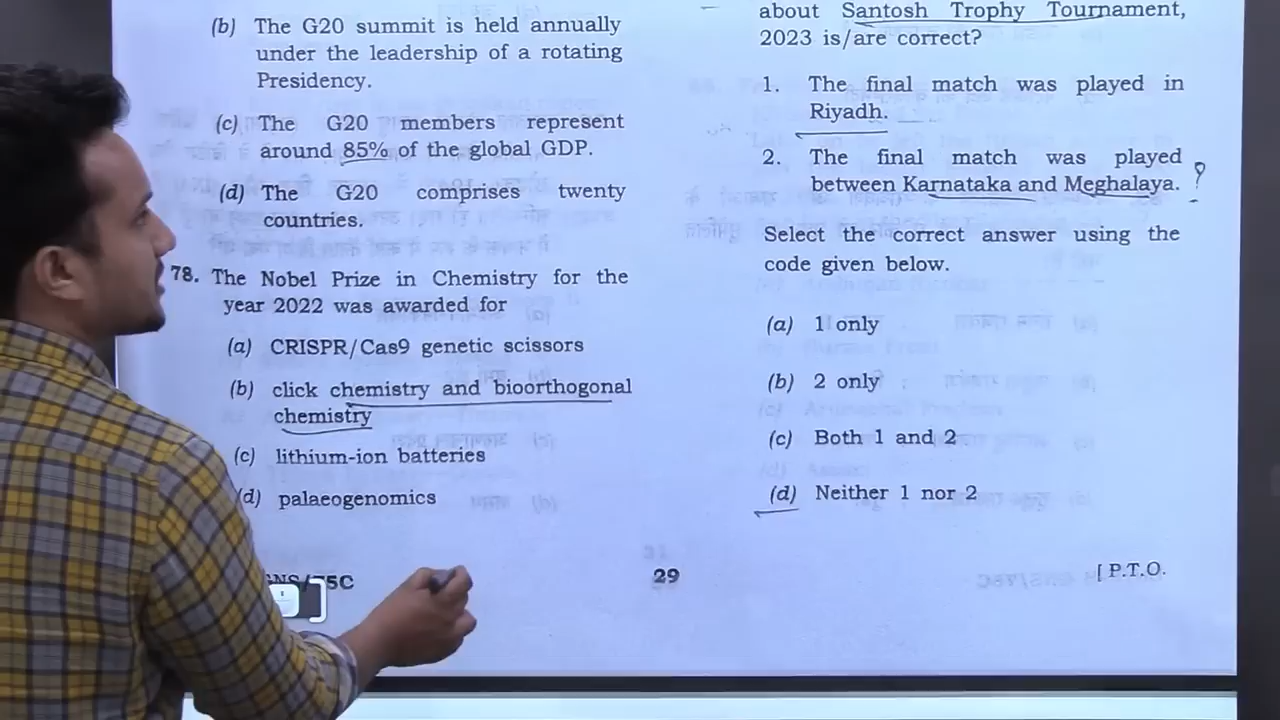 (b) The G20 summit is held annually
under the leadership of a rotating
Presidency.
(c) The G20 members represent
around 85% of the global GDP.
(d) The G20 comprises twenty
countries.
78. The Nobel Prize in Chemistry for the
year 2022 was awarded for
(a) CRISPR/Cas9 genetic scissors
(b) click chemistry and bioorthogonal
chemistry
(c) lithium-ion batteries
(d) palaeogenomics
about Santosh Trophy Tournament,
2023 is/are correct?
1. The final match was played in
Riyadh.
2. The final match was played
between Karnataka and Meghalaya. ?
Select the correct answer using the
code given below.
(a) 1 only
(b) 2 only
(c) Both 1 and 2
(d) Neither 1 nor 2
29
[ P.T.O.